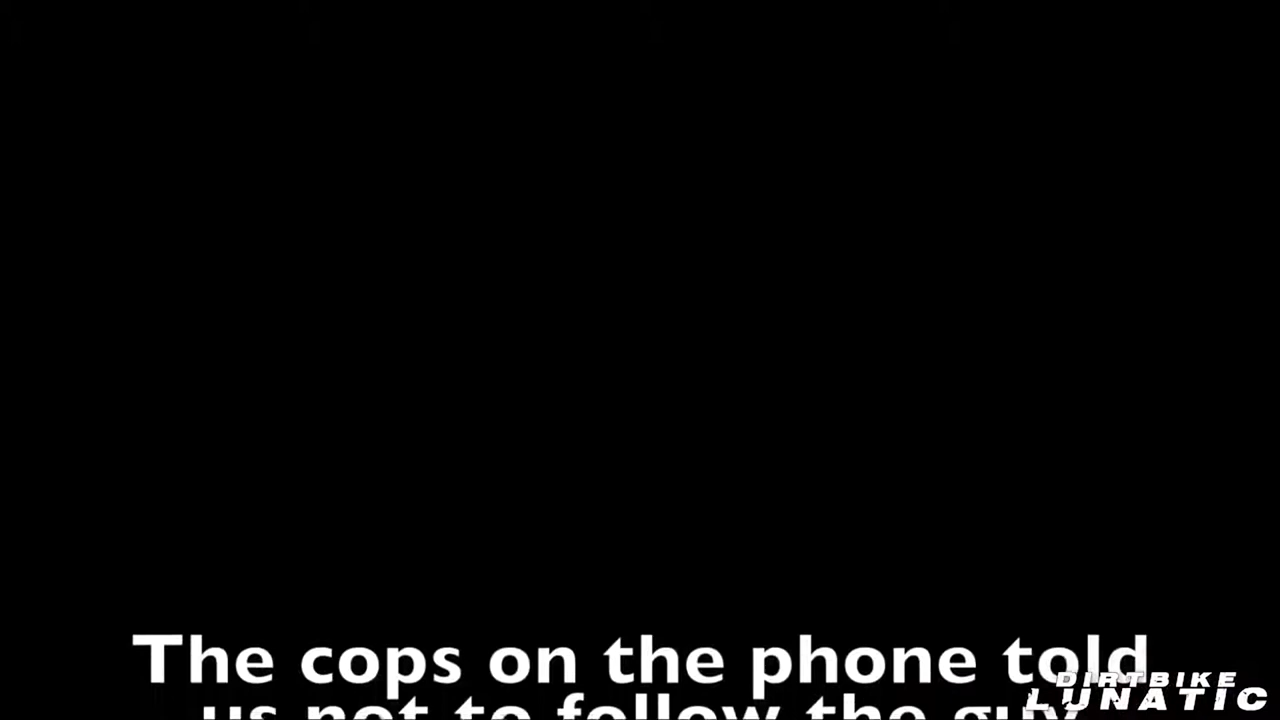 The cops on the phone told
us not to follow the guy
DIRTBIKE
LUNATIC